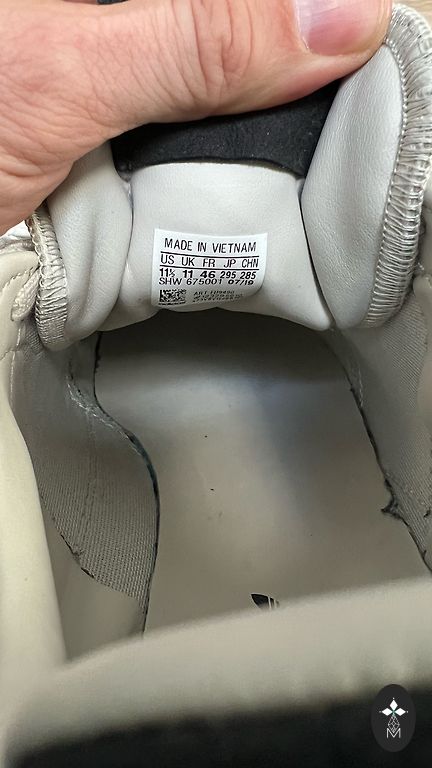 MADE IN VIETNAM
US UK FR JP CHN
11½ 11 46 295 285
SHW 675001 07/19
M